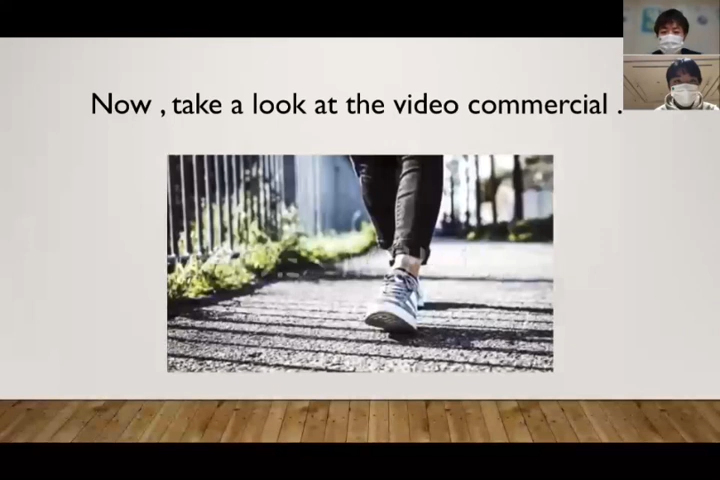 Now , take a look at the video commercial .